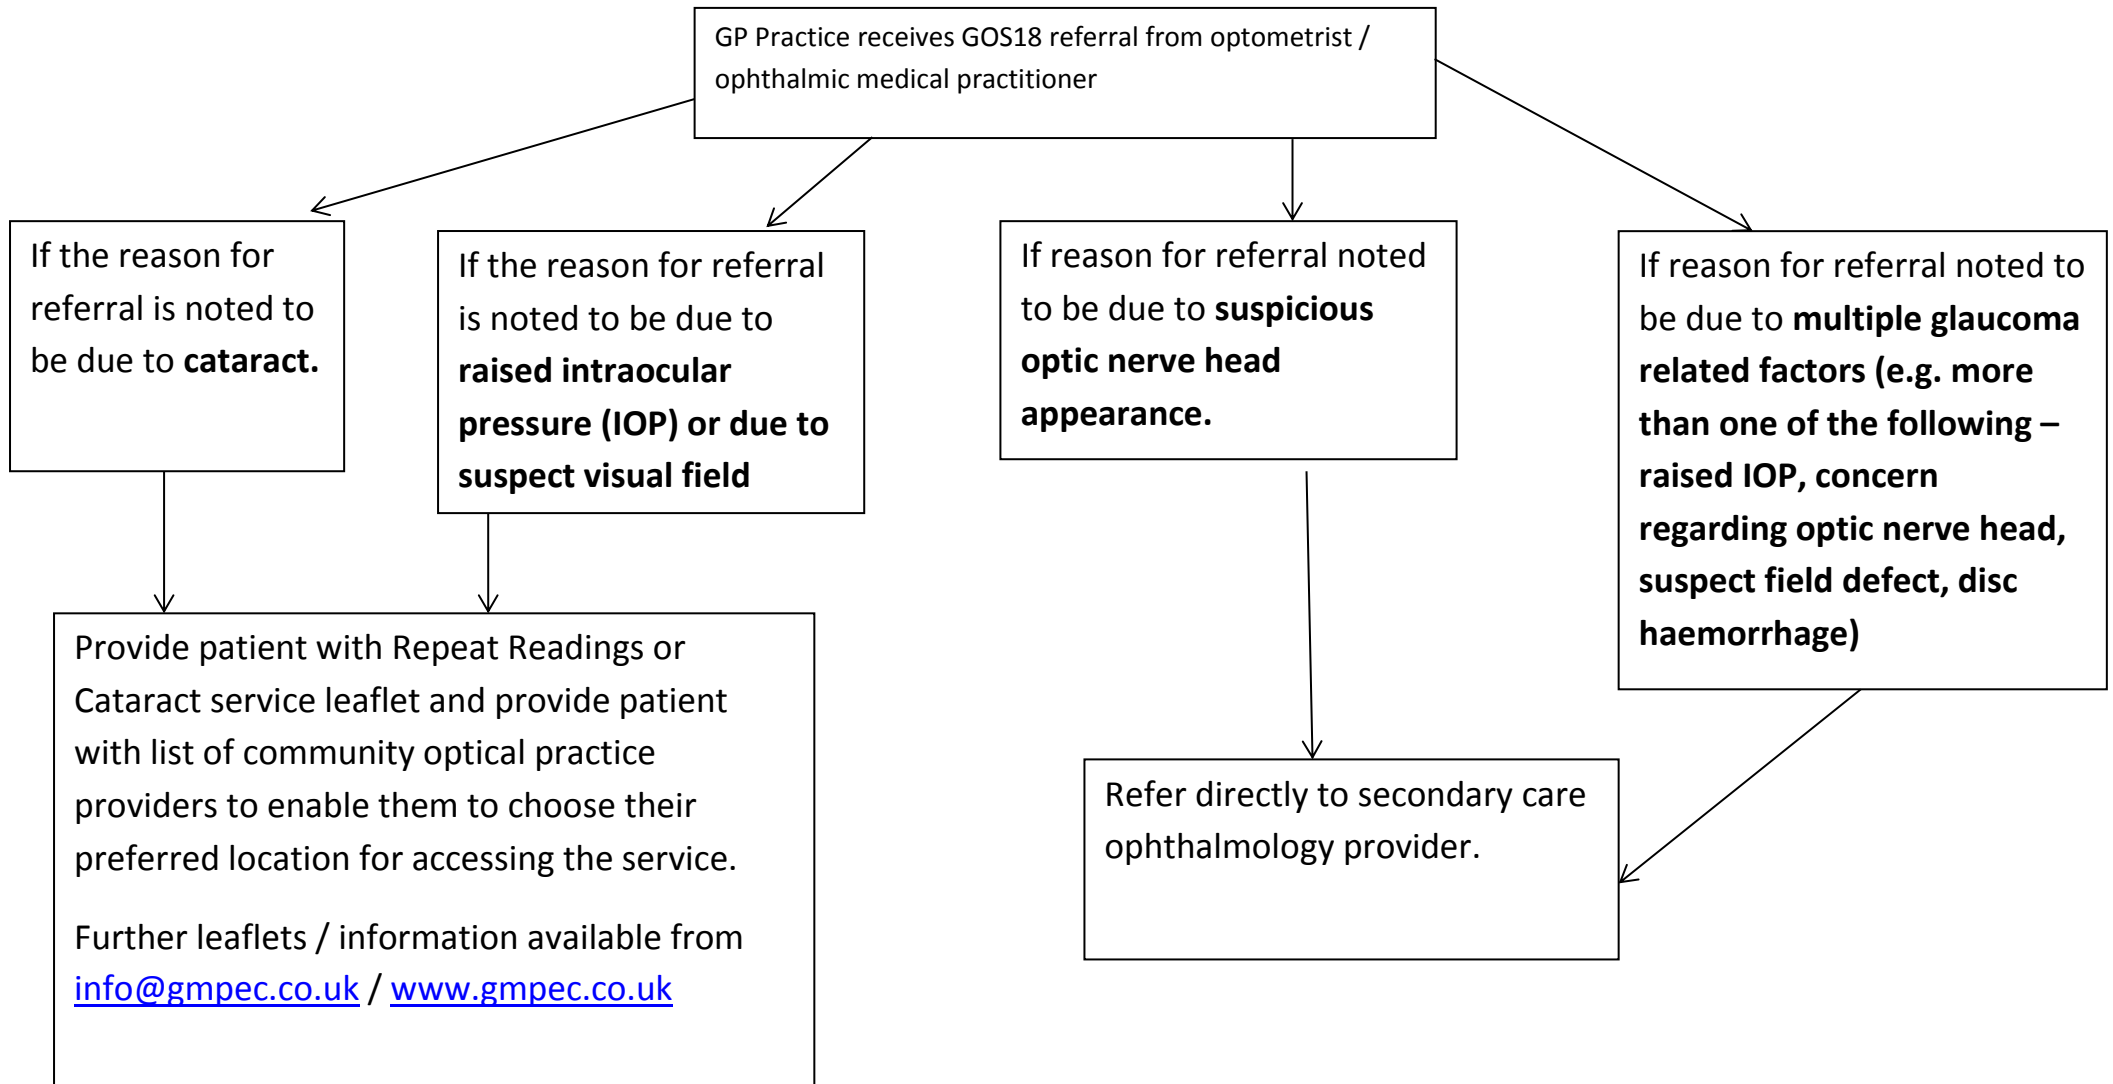 GP Practice receives GOS18 referral from optometrist /
ophthalmic medical practitioner
If the reason for
referral is noted to
be due to cataract.
If the reason for referral
is noted to be due to
raised intraocular
pressure (IOP) or due to
suspect visual field
If reason for referral noted
to be due to suspicious
optic nerve head
appearance.
If reason for referral noted to
be due to multiple glaucoma
related factors (e.g. more
than one of the following –
raised IOP, concern
regarding optic nerve head,
suspect field defect, disc
haemorrhage)
Provide patient with Repeat Readings or
Cataract service leaflet and provide patient
with list of community optical practice
providers to enable them to choose their
preferred location for accessing the service.
Further leaflets / information available from
info@gmpec.co.uk / www.gmpec.co.uk
Refer directly to secondary care
ophthalmology provider.